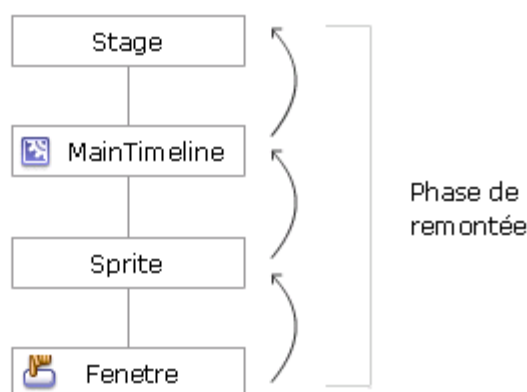 Stage
MainTimeline
Phase de
remontée
Sprite
Fenetre